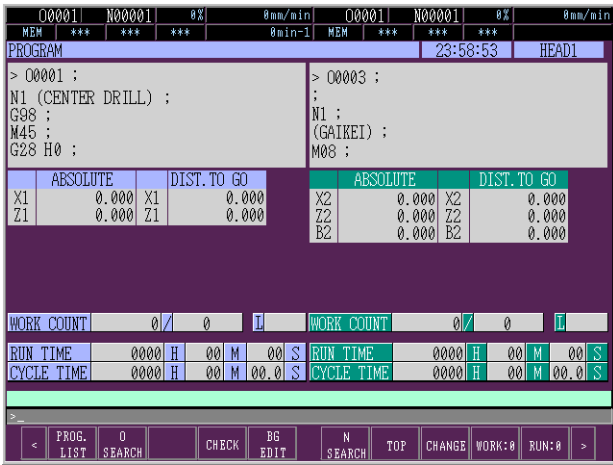 O0001 N00001 0% 0mm/min O0001 N00001 0% 0mm/min
MEM *** *** *** 0min-1 MEM *** *** ***
PROGRAM 23:58:53 HEAD1
> O0001 ;
N1 (CENTER DRILL) ;
G98 ;
M45 ;
G28 H0 ;
> O0003 ;
;
N1 ;
(GAIKEI) ;
M08 ;
ABSOLUTE DIST.TO GO
X1 0.000 X1 0.000
Z1 0.000 Z1 0.000
ABSOLUTE DIST.TO GO
X2 0.000 X2 0.000
Z2 0.000 Z2 0.000
B2 0.000 B2 0.000
WORK COUNT 0 / 0 L WORK COUNT 0 / 0 L
RUN TIME 0000 H 00 M 00 S RUN TIME 0000 H 00 M 00 S
CYCLE TIME 0000 H 00 M 00.0 S CYCLE TIME 0000 H 00 M 00.0 S
>_
< PROG. LIST O SEARCH CHECK BG EDIT N SEARCH TOP CHANGE WORK:0 RUN:0 >